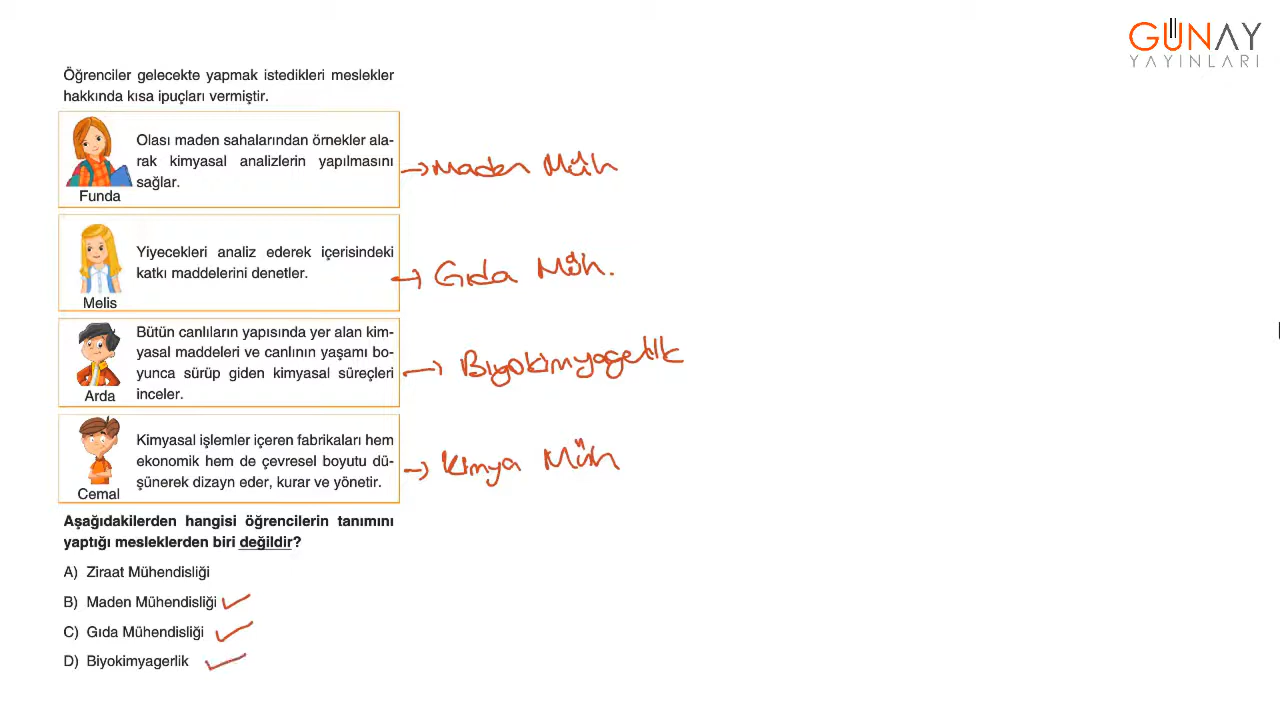 GÜNAY
YAYINLARI
Öğrenciler gelecekte yapmak istedikleri meslekler
hakkında kısa ipuçları vermiştir.
Olası maden sahalarından örnekler ala-
rak kimyasal analizlerin yapılmasını
sağlar.
Funda
→Maden Müh
Yiyecekleri analiz ederek içerisindeki
katkı maddelerini denetler.
Melis
→ Gıda Müh.
Bütün canlıların yapısında yer alan kim-
yasal maddeleri ve canlının yaşamı bo-
yunca sürüp giden kimyasal süreçleri
inceler.
Arda
→ Biyokimyagerlik
Kimyasal işlemler içeren fabrikaları hem
ekonomik hem de çevresel boyutu dü-
şünerek dizayn eder, kurar ve yönetir.
Cemal
→ Kimya Müh
Aşağıdakilerden hangisi öğrencilerin tanımını
yaptığı mesleklerden biri değildir?
A) Ziraat Mühendisliği
B) Maden Mühendisliği
C) Gıda Mühendisliği
D) Biyokimyagerlik